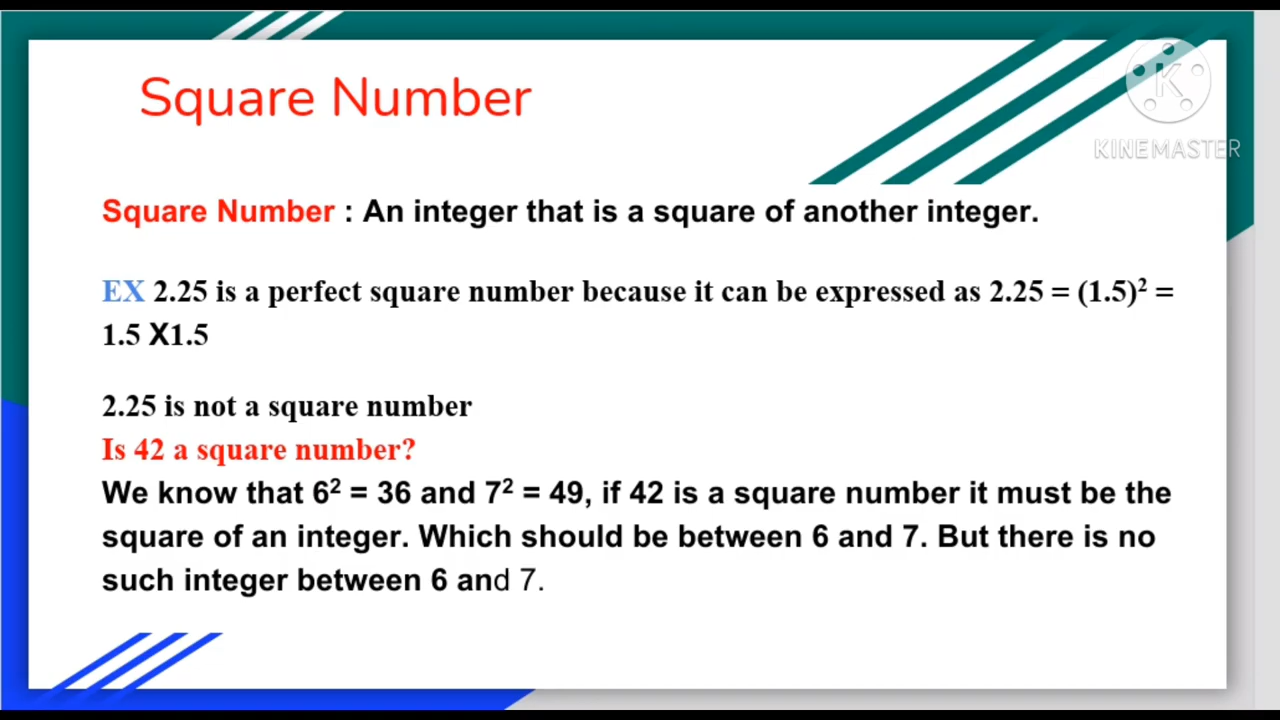 Square Number
KINEMASTER
Square Number : An integer that is a square of another integer.
EX 2.25 is a perfect square number because it can be expressed as 2.25 = (1.5)² =
1.5 X1.5
2.25 is not a square number
Is 42 a square number?
We know that 6² = 36 and 7² = 49, if 42 is a square number it must be the
square of an integer. Which should be between 6 and 7. But there is no
such integer between 6 and 7.